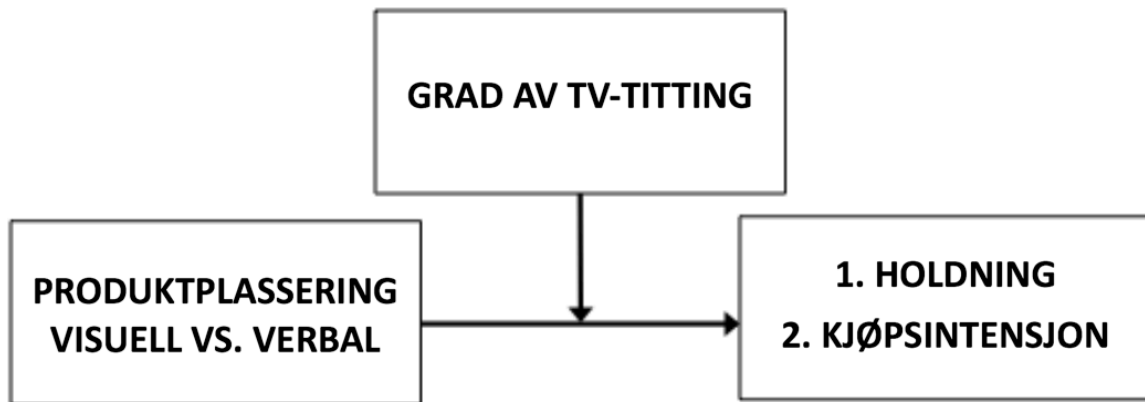 GRAD AV TV-TITTING
PRODUKTPLASSERING
VISUELL VS. VERBAL
1. HOLDNING
2. KJØPSINTENSJON